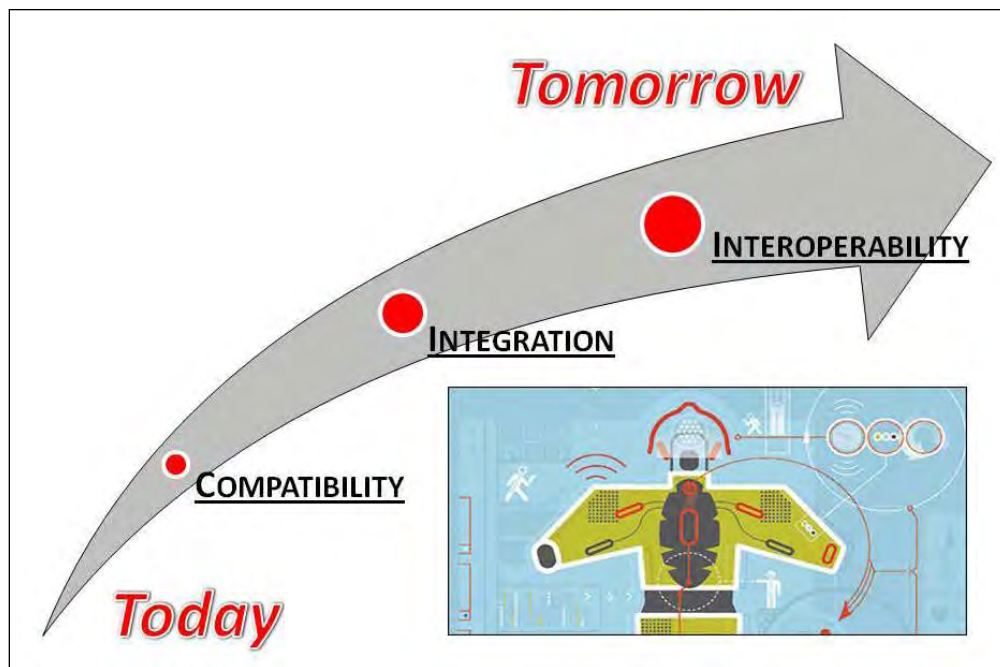 Tomorrow
INTEROPERABILITY
INTEGRATION
COMPATIBILITY
Today